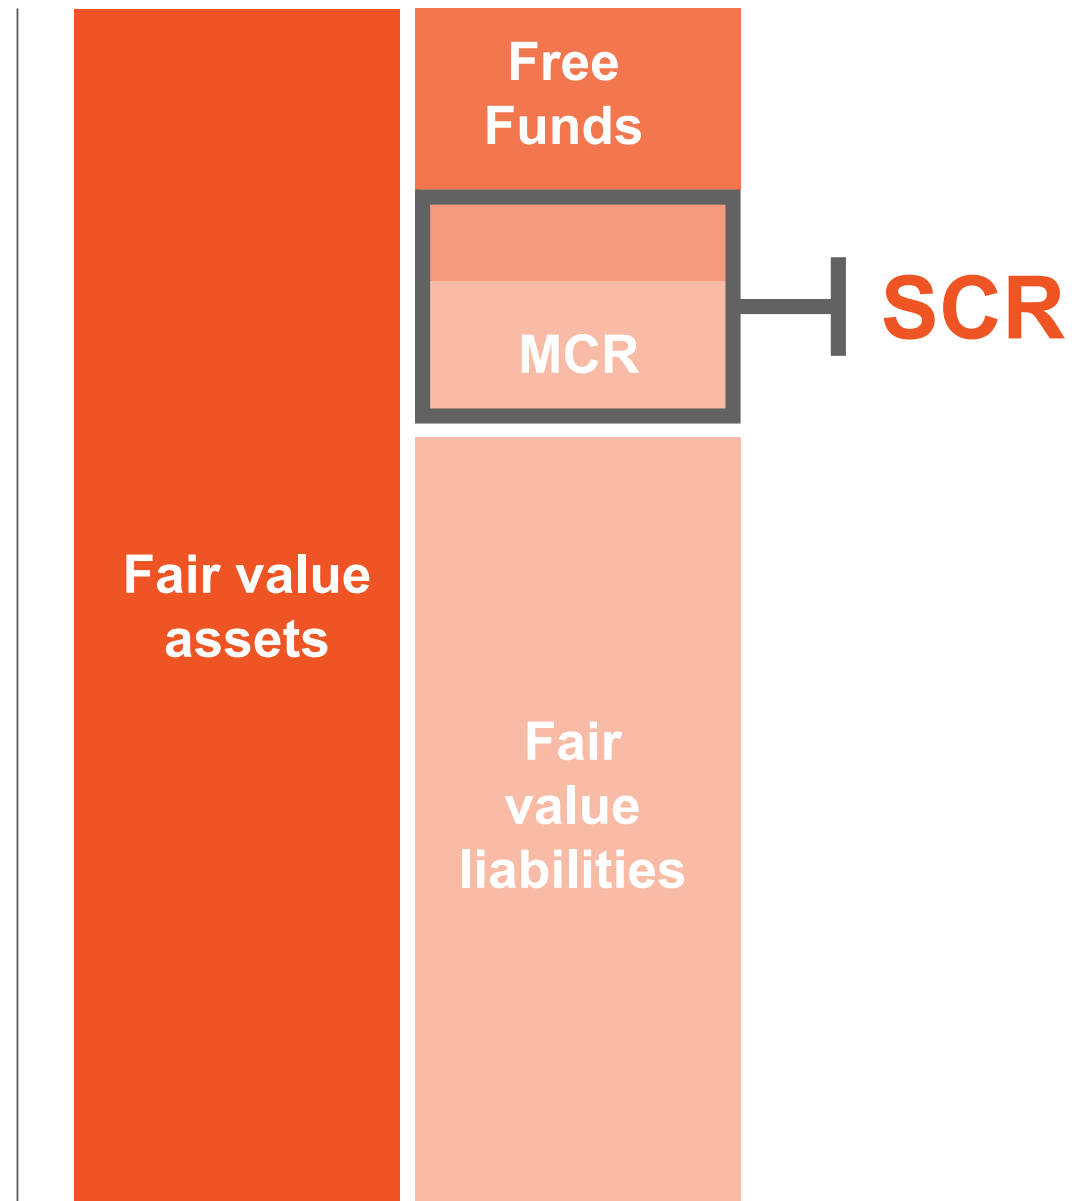 Free
Funds
SCR
MCR
Fair value
assets
Fair
value
liabilities